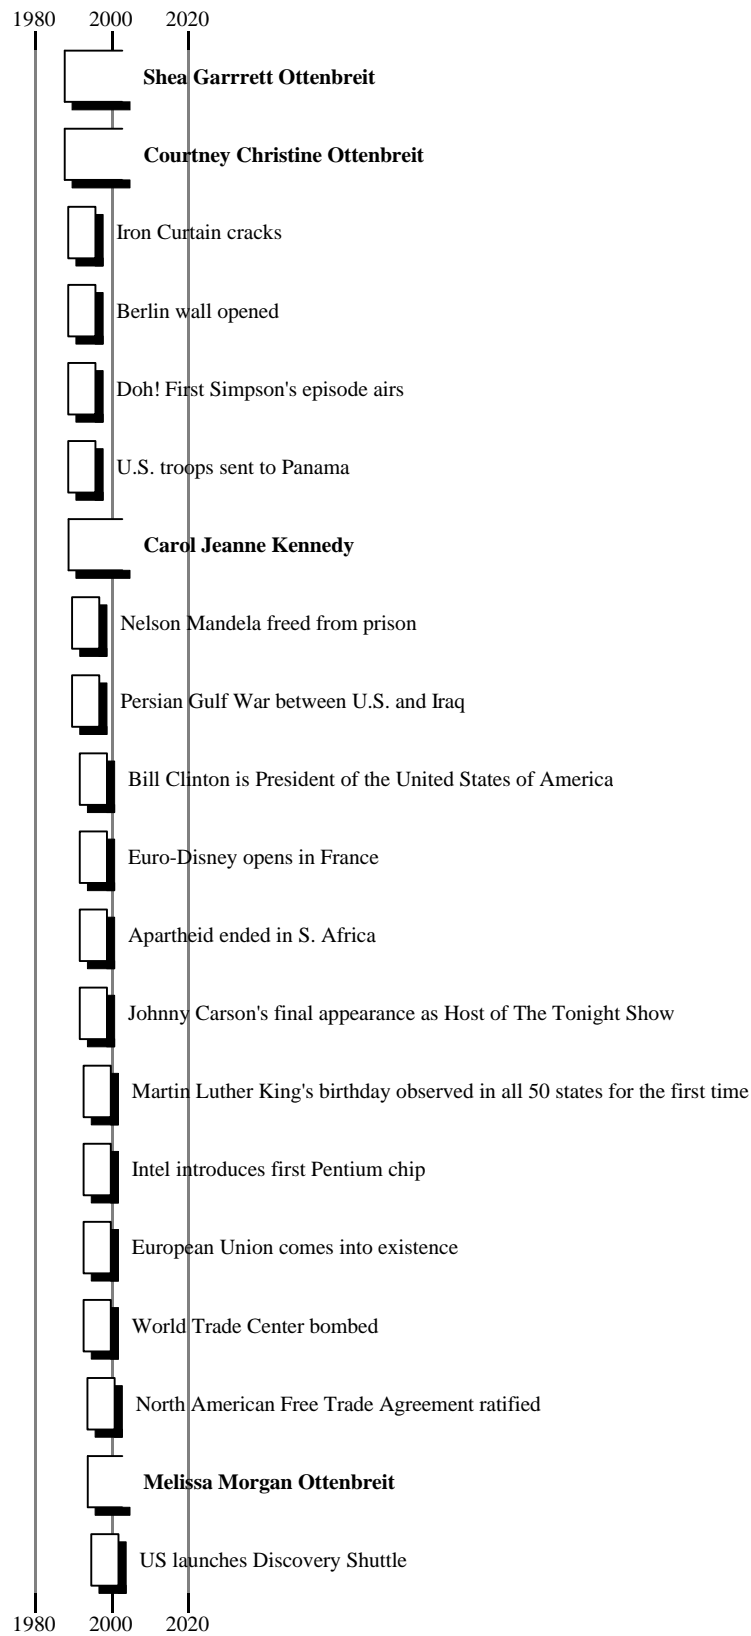 1980 2000 2020
Shea Garrrett Ottenbreit
Courtney Christine Ottenbreit
Iron Curtain cracks
Berlin wall opened
Doh! First Simpson's episode airs
U.S. troops sent to Panama
Carol Jeanne Kennedy
Nelson Mandela freed from prison
Persian Gulf War between U.S. and Iraq
Bill Clinton is President of the United States of America
Euro-Disney opens in France
Apartheid ended in S. Africa
Johnny Carson's final appearance as Host of The Tonight Show
Martin Luther King's birthday observed in all 50 states for the first time
Intel introduces first Pentium chip
European Union comes into existence
World Trade Center bombed
North American Free Trade Agreement ratified
Melissa Morgan Ottenbreit
US launches Discovery Shuttle
1980 2000 2020